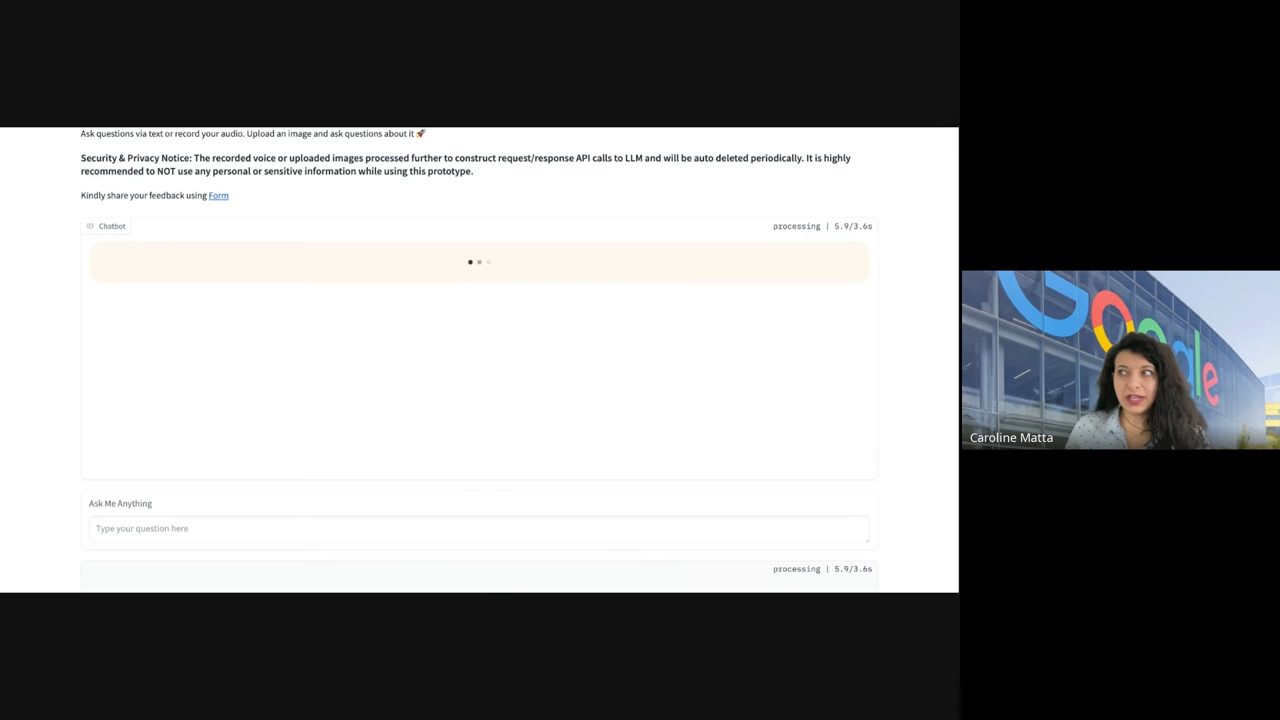 Ask questions via text or record your audio. Upload an image and ask questions about it 🚀
Security & Privacy Notice: The recorded voice or uploaded images processed further to construct request/response API calls to LLM and will be auto deleted periodically. It is highly
recommended to NOT use any personal or sensitive information while using this prototype.
Kindly share your feedback using Form
Chatbot
processing | 5.9/3.6s
Ask Me Anything
Type your question here
processing | 5.9/3.6s
Google
Caroline Matta